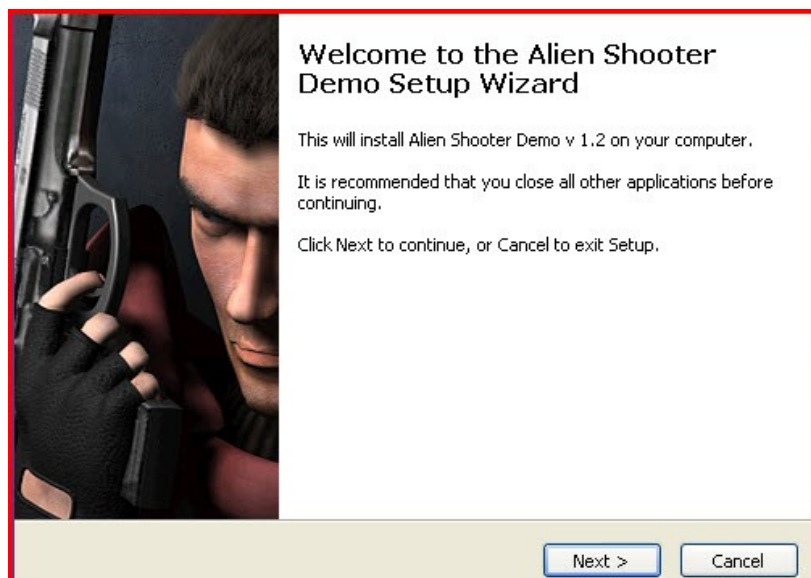 Welcome to the Alien Shooter
Demo Setup Wizard
This will install Alien Shooter Demo v 1.2 on your computer.
It is recommended that you close all other applications before
continuing.
Click Next to continue, or Cancel to exit Setup.
Next >
Cancel